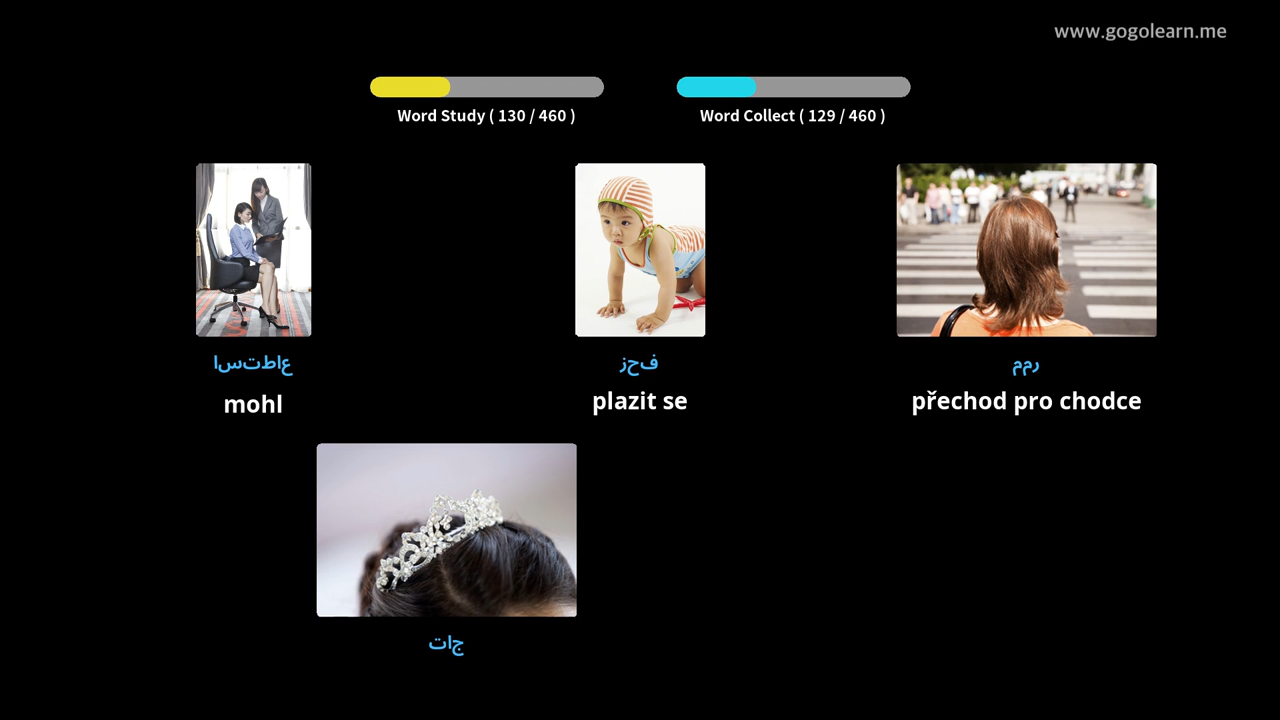 www.gogolearn.me
Word Study ( 130 / 460 )
Word Collect ( 129 / 460 )
استطاع
زحف
ممر
mohl
plazit se
přechod pro chodce
تاج